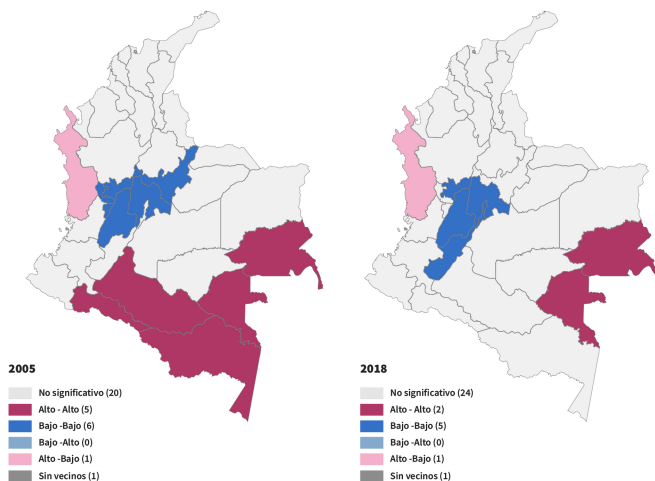 2005
No significativo (20)
Alto - Alto (5)
Bajo -Bajo (6)
Bajo -Alto (0)
Alto -Bajo (1)
Sin vecinos (1)
2018
No significativo (24)
Alto - Alto (2)
Bajo -Bajo (5)
Bajo -Alto (0)
Alto -Bajo (1)
Sin vecinos (1)